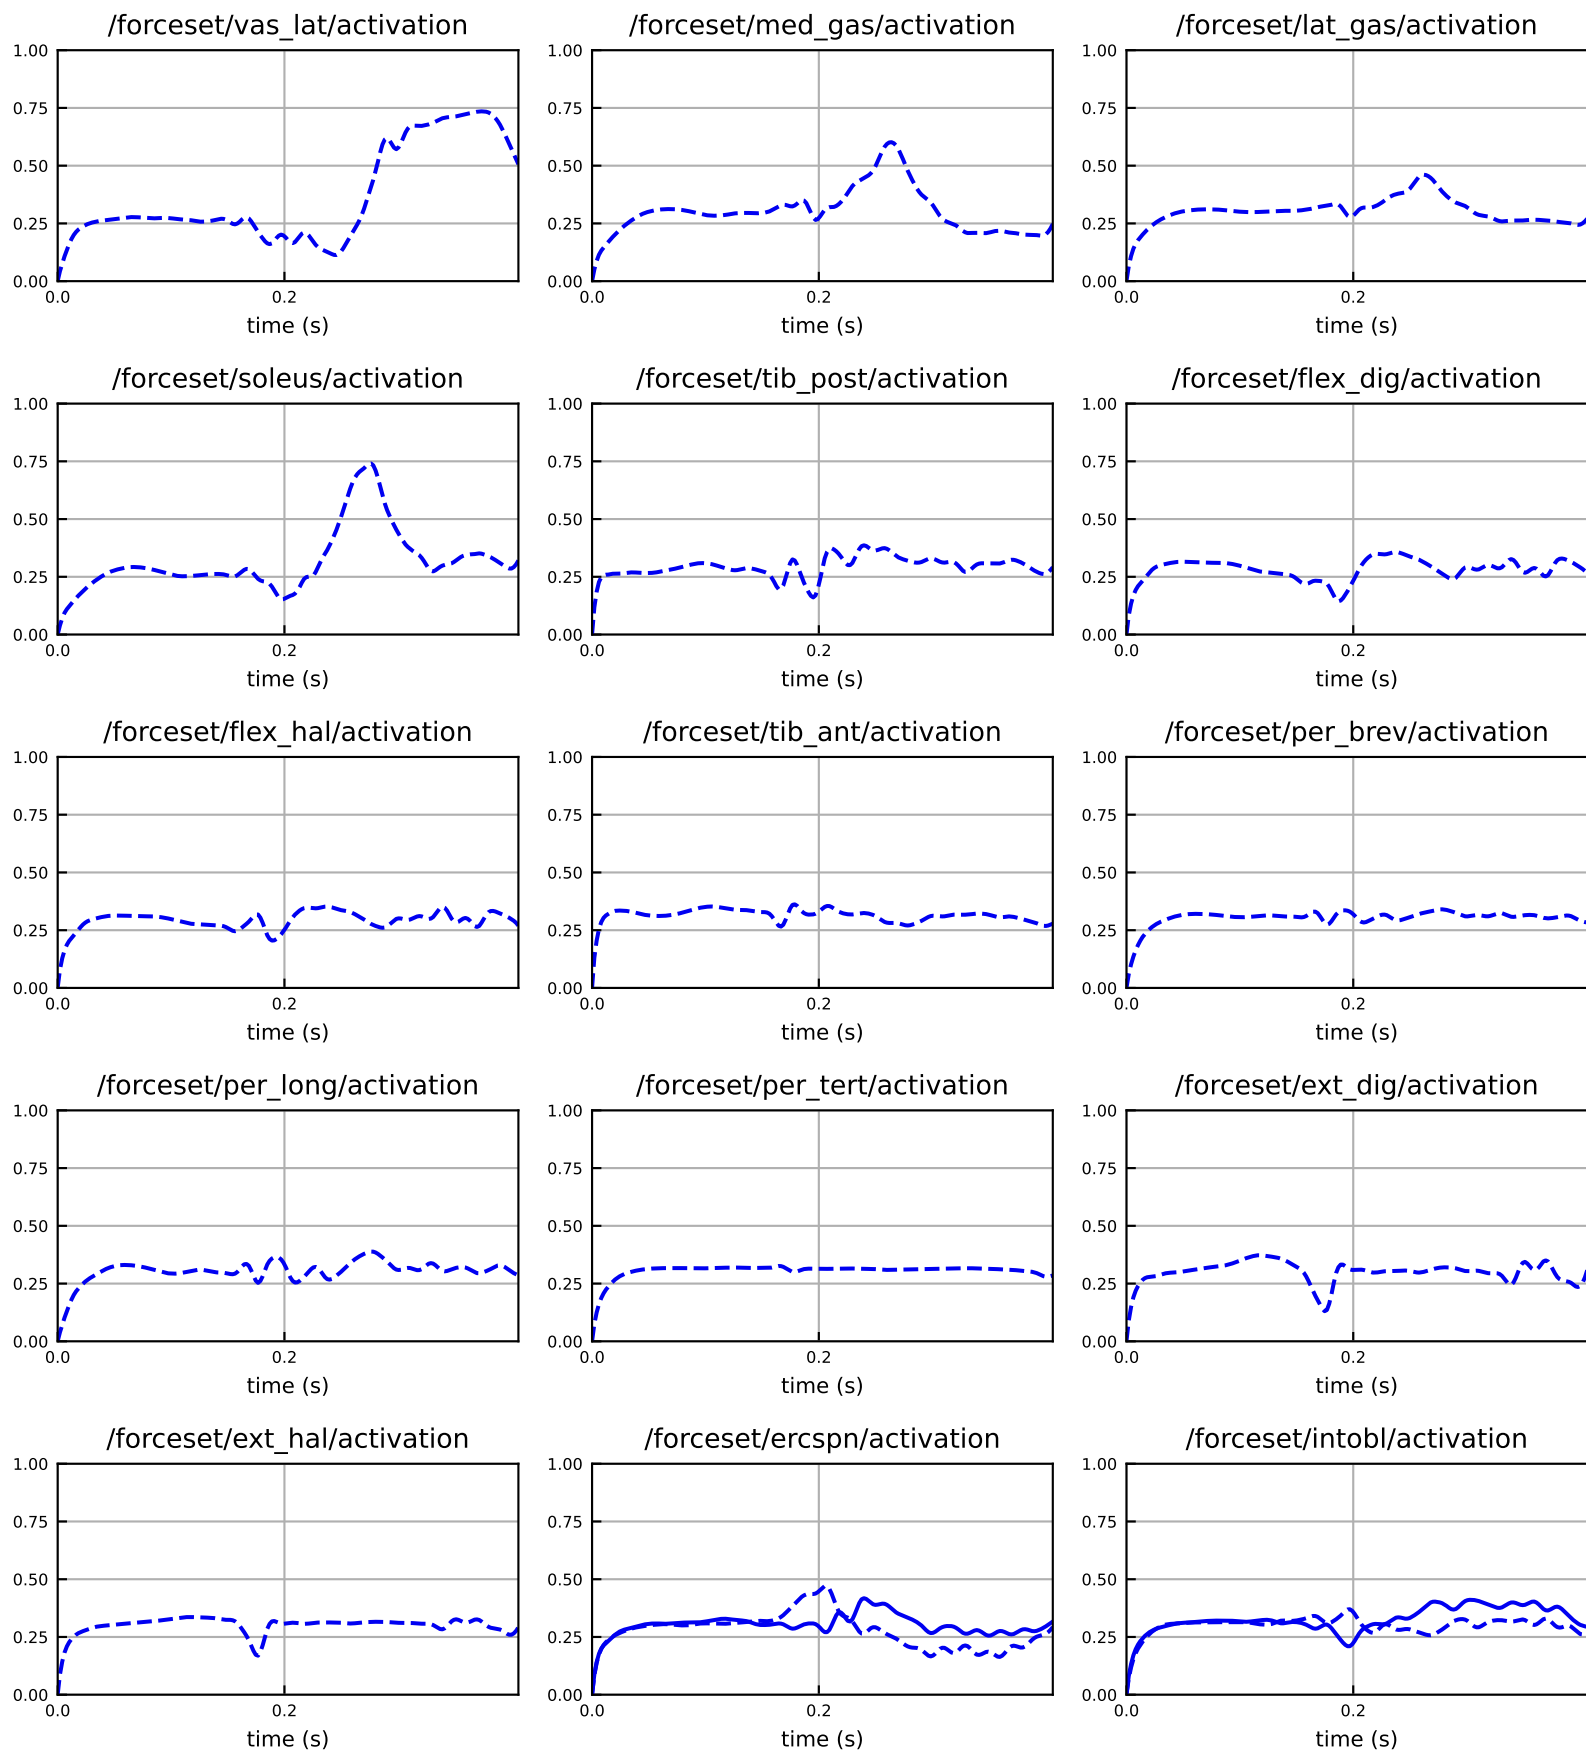 /forceset/vas_lat/activation /forceset/med_gas/activation /forceset/lat_gas/activation
1.00 1.00 1.00
0.75 0.75 0.75
0.50 0.50 0.50
0.25 0.25 0.25
0.00 0.00 0.00
0.0 0.2 0.0 0.2 0.0 0.2
time (s) time (s) time (s)
/forceset/soleus/activation /forceset/tib_post/activation /forceset/flex_dig/activation
1.00 1.00 1.00
0.75 0.75 0.75
0.50 0.50 0.50
0.25 0.25 0.25
0.00 0.00 0.00
0.0 0.2 0.0 0.2 0.0 0.2
time (s) time (s) time (s)
/forceset/flex_hal/activation /forceset/tib_ant/activation /forceset/per_brev/activation
1.00 1.00 1.00
0.75 0.75 0.75
0.50 0.50 0.50
0.25 0.25 0.25
0.00 0.00 0.00
0.0 0.2 0.0 0.2 0.0 0.2
time (s) time (s) time (s)
/forceset/per_long/activation /forceset/per_tert/activation /forceset/ext_dig/activation
1.00 1.00 1.00
0.75 0.75 0.75
0.50 0.50 0.50
0.25 0.25 0.25
0.00 0.00 0.00
0.0 0.2 0.0 0.2 0.0 0.2
time (s) time (s) time (s)
/forceset/ext_hal/activation /forceset/ercspn/activation /forceset/intobl/activation
1.00 1.00 1.00
0.75 0.75 0.75
0.50 0.50 0.50
0.25 0.25 0.25
0.00 0.00 0.00
0.0 0.2 0.0 0.2 0.0 0.2
time (s) time (s) time (s)